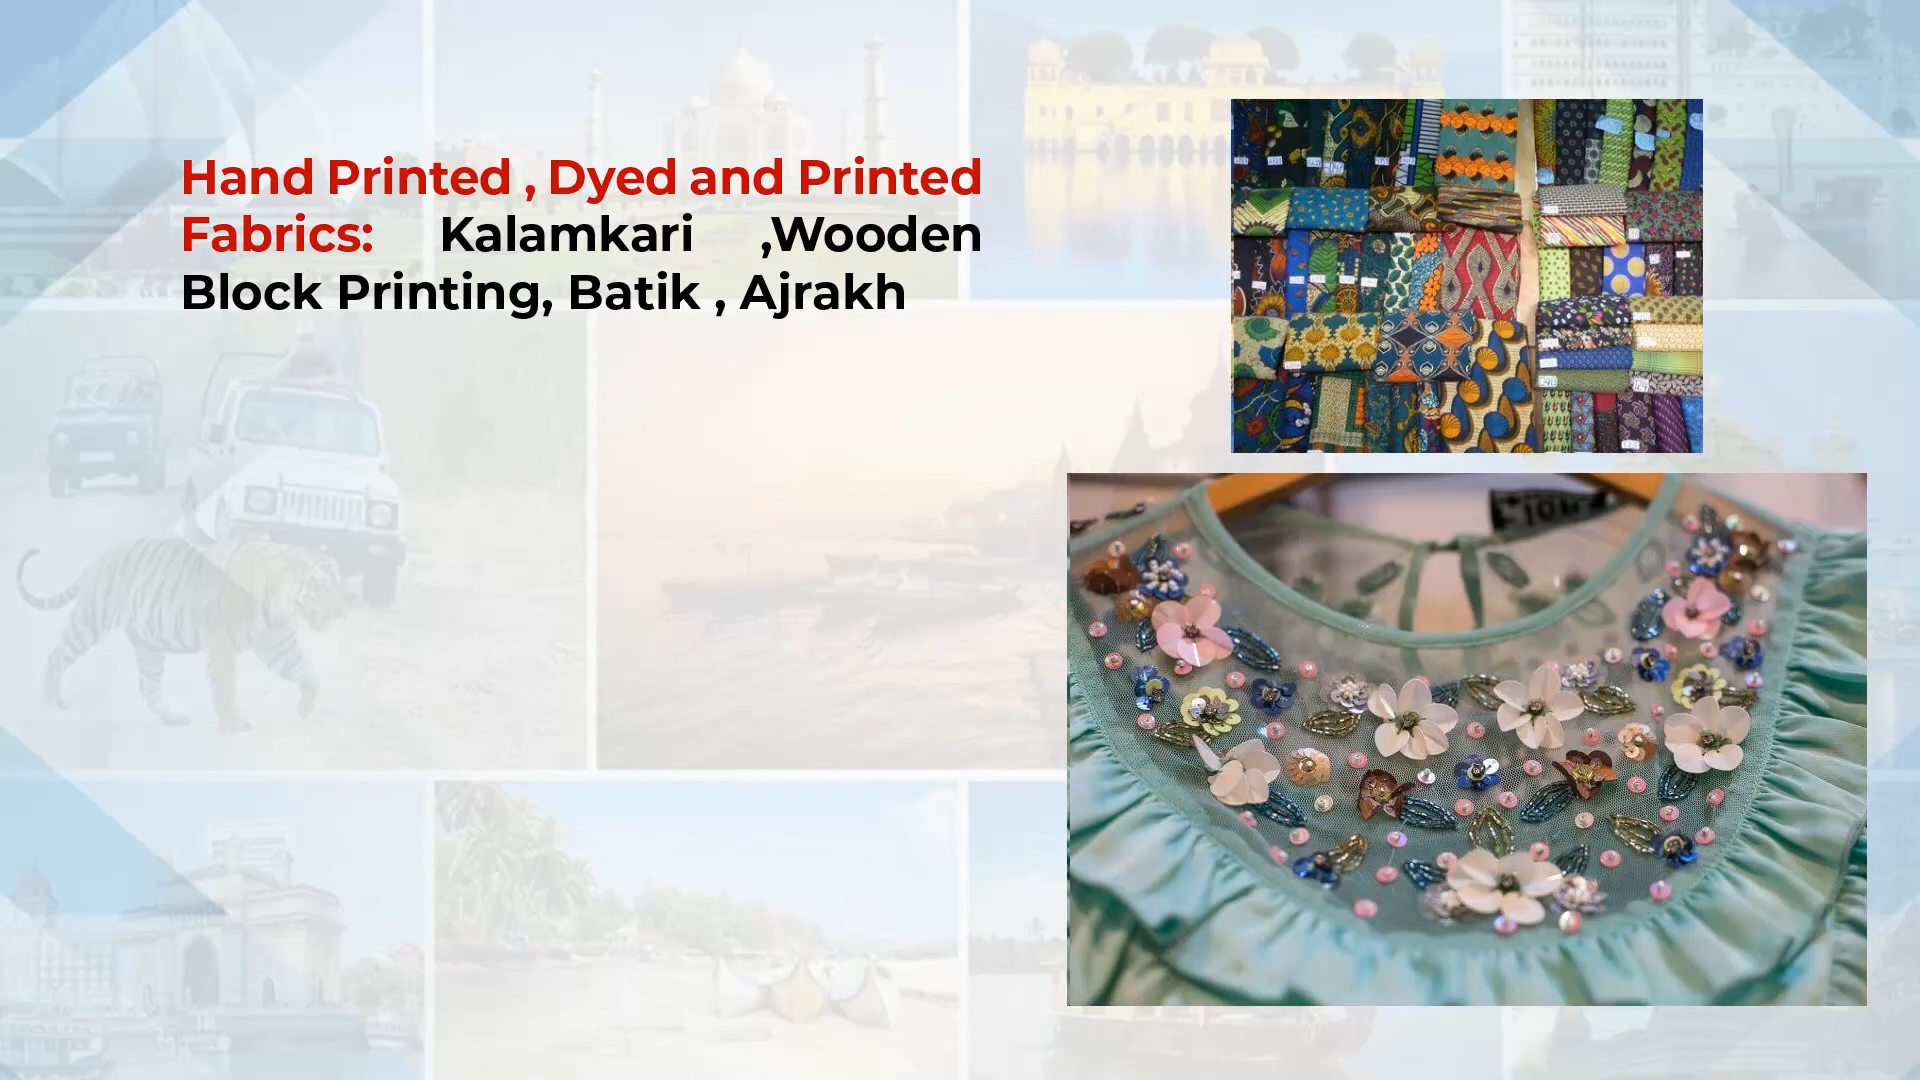 Hand Printed , Dyed and Printed
Fabrics: Kalamkari ,Wooden
Block Printing, Batik , Ajrakh